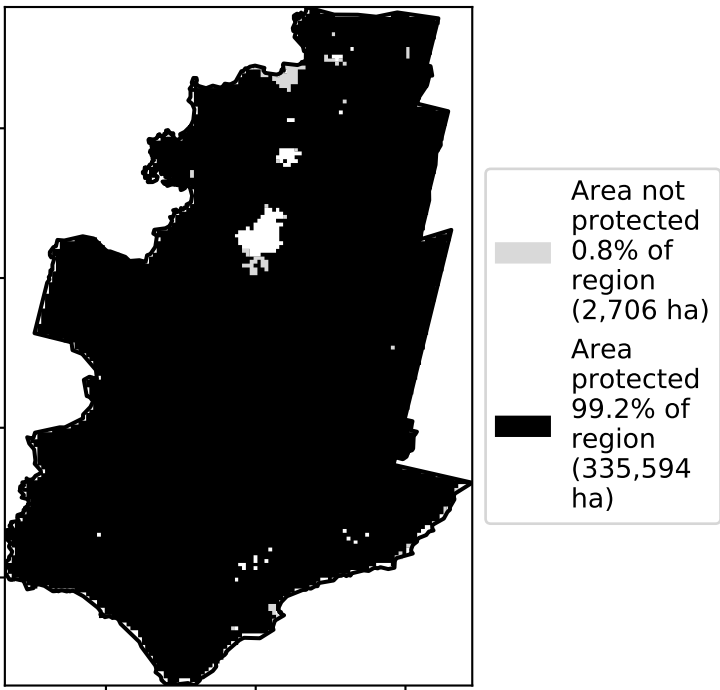 Area not
protected
0.8% of
region
(2,706 ha)
Area
protected
99.2% of
region
(335,594
ha)